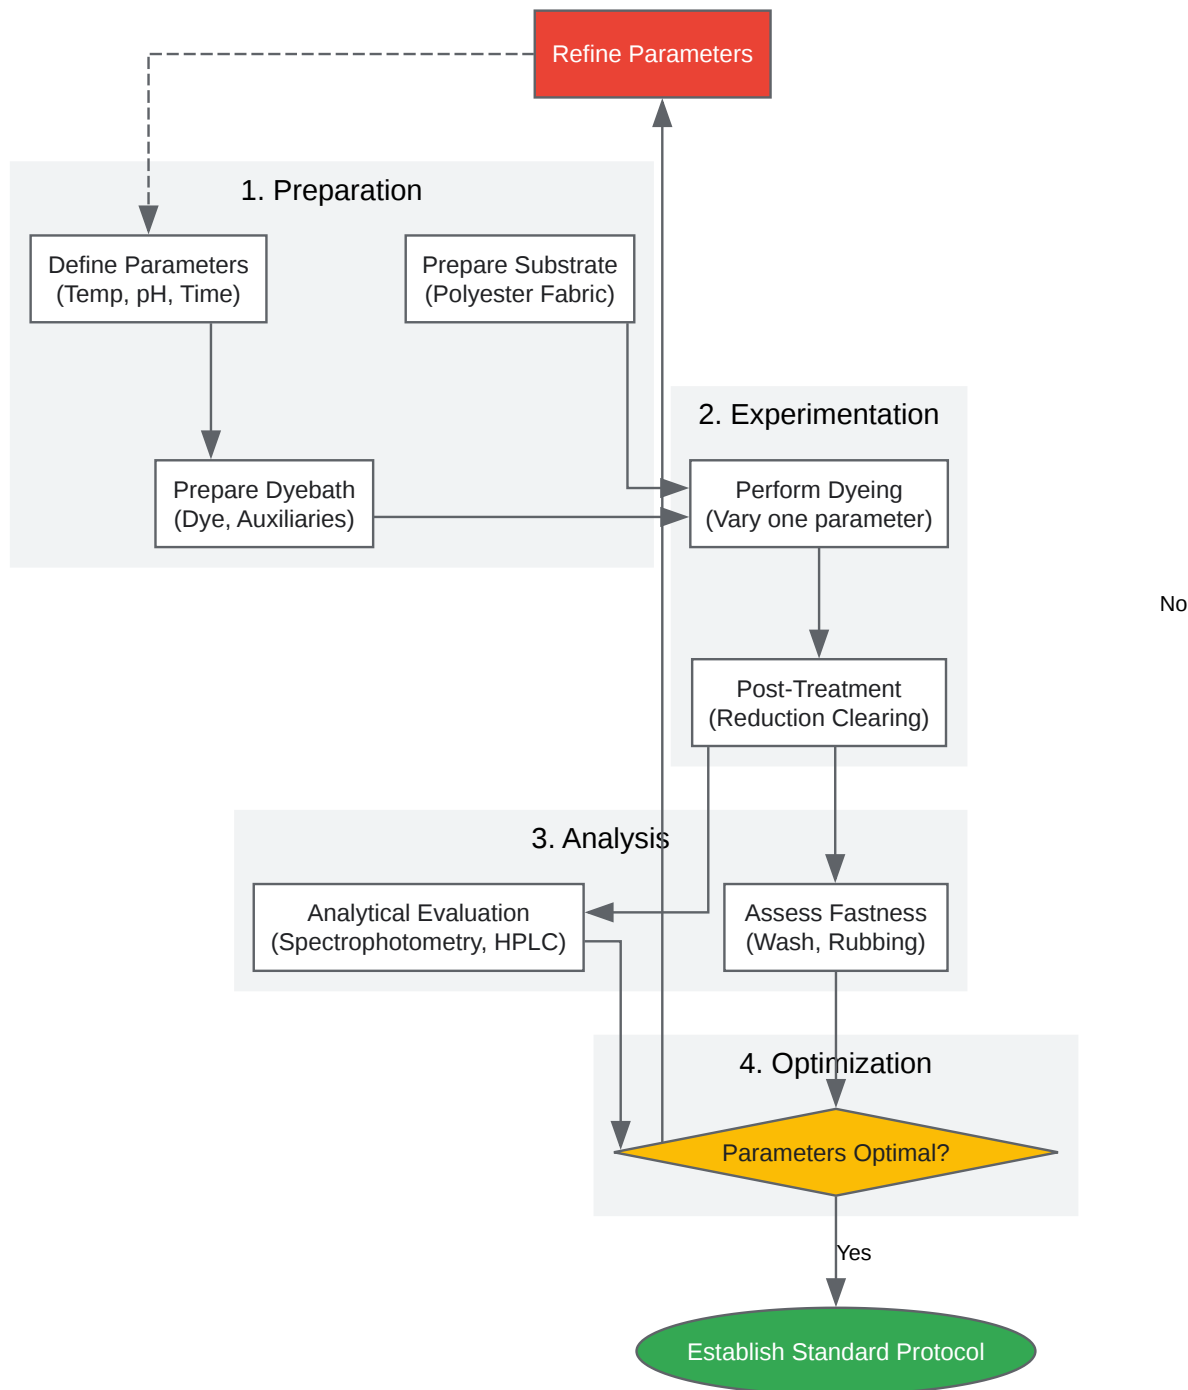 Refine Parameters
1. Preparation
Define Parameters
(Temp, pH, Time)
Prepare Substrate
(Polyester Fabric)
2. Experimentation
Prepare Dyebath
(Dye, Auxiliaries)
Perform Dyeing
(Vary one parameter)
No
Post-Treatment
(Reduction Clearing)
3. Analysis
Analytical Evaluation
(Spectrophotometry, HPLC)
Assess Fastness
(Wash, Rubbing)
4. Optimization
Parameters Optimal?
Yes
Establish Standard Protocol